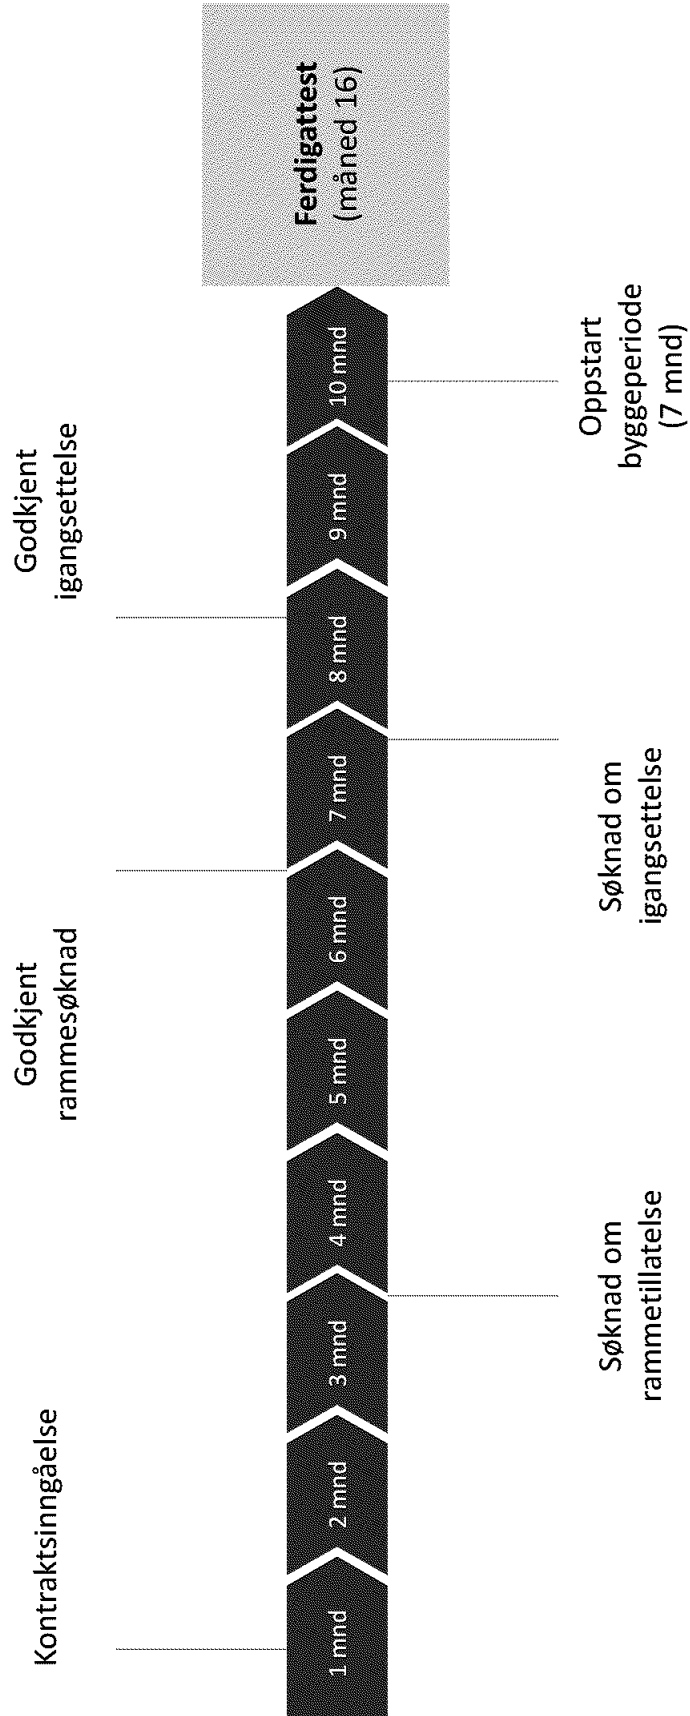 Kontraktsinngåelse
Godkjent
rammesøknad
Godkjent
igangsettelse
1 mnd
2 mnd
3 mnd
4 mnd
5 mnd
6 mnd
7 mnd
8 mnd
9 mnd
10 mnd
Ferdigattest
(måned 16)
Søknad om
rammetillatelse
Søknad om
igangsettelse
Oppstart
byggeperiode
(7 mnd)